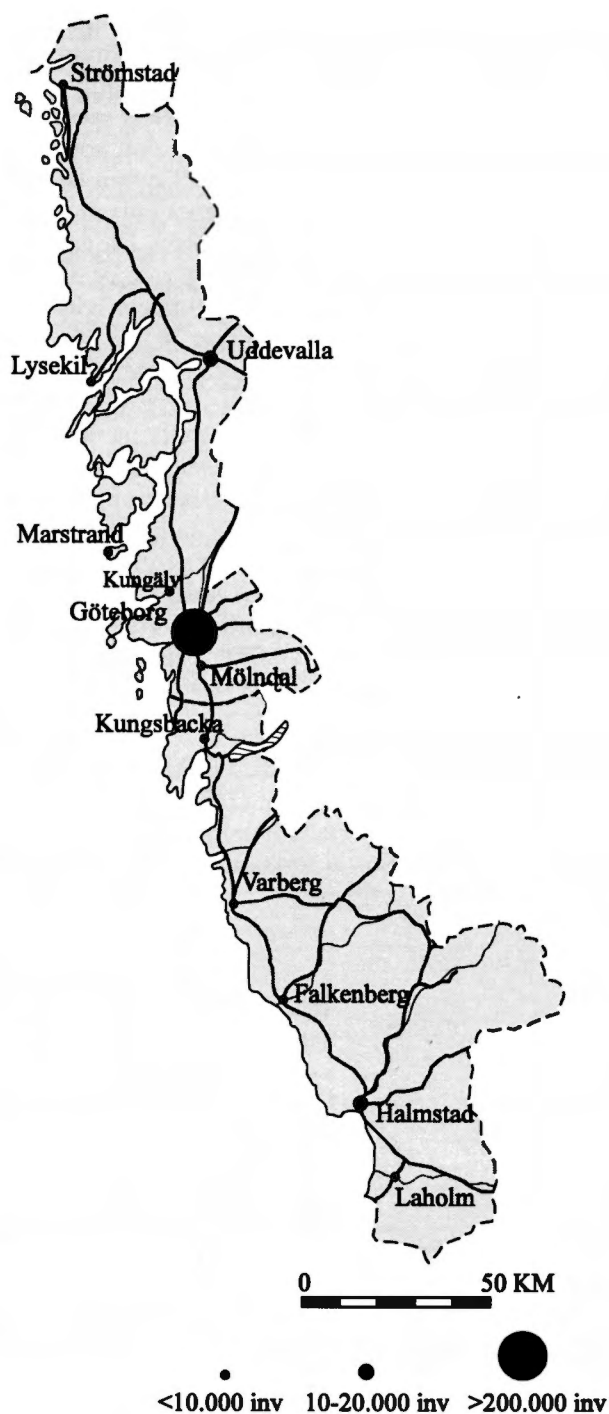 Strömstad
Uddevalla
Lysekil
Marstrand
Kungälv
Göteborg
Mölndal
Kungsbacka
Varberg
Falkenberg
Halmstad
Laholm
0 50 KM
<10.000 inv 10-20.000 inv >200.000 inv